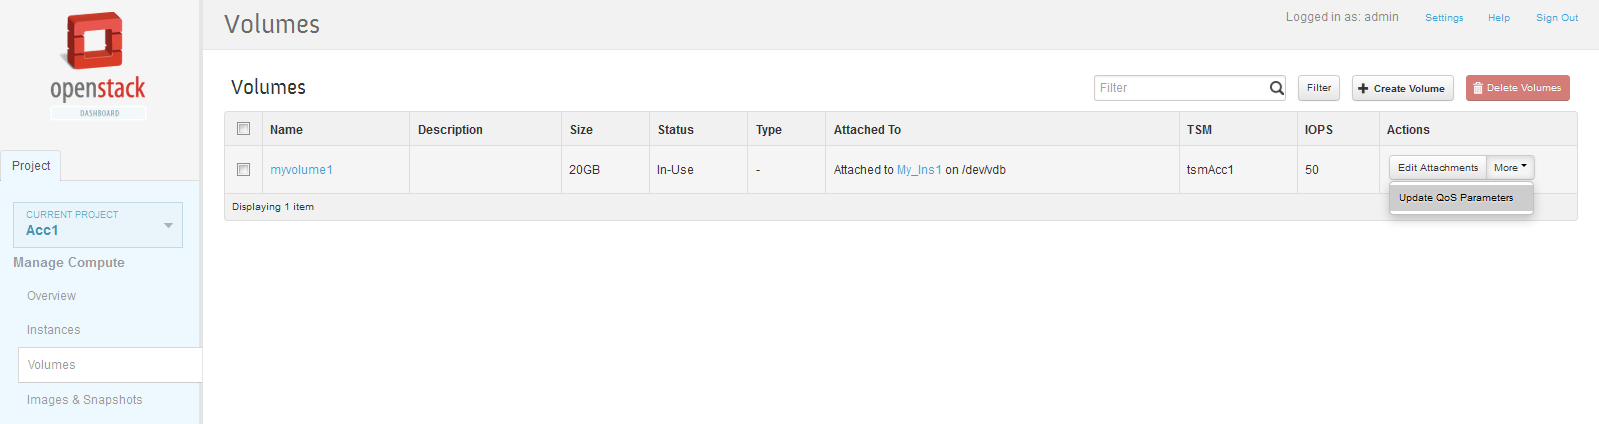 openstack
DASHBOARD
Project
CURRENT PROJECT
Acc1
Manage Compute
Overview
Instances
Volumes
Images & Snapshots
Volumes
Logged in as: admin Settings Help Sign Out
Volumes
Filter Filter Create Volume Delete Volumes
Name Description Size Status Type Attached To TSM IOPS Actions
myvolume1 20GB In-Use - Attached to My_Ins1 on /dev/vdb tsmAcc1 50 Edit Attachments More
Update QoS Parameters
Displaying 1 item